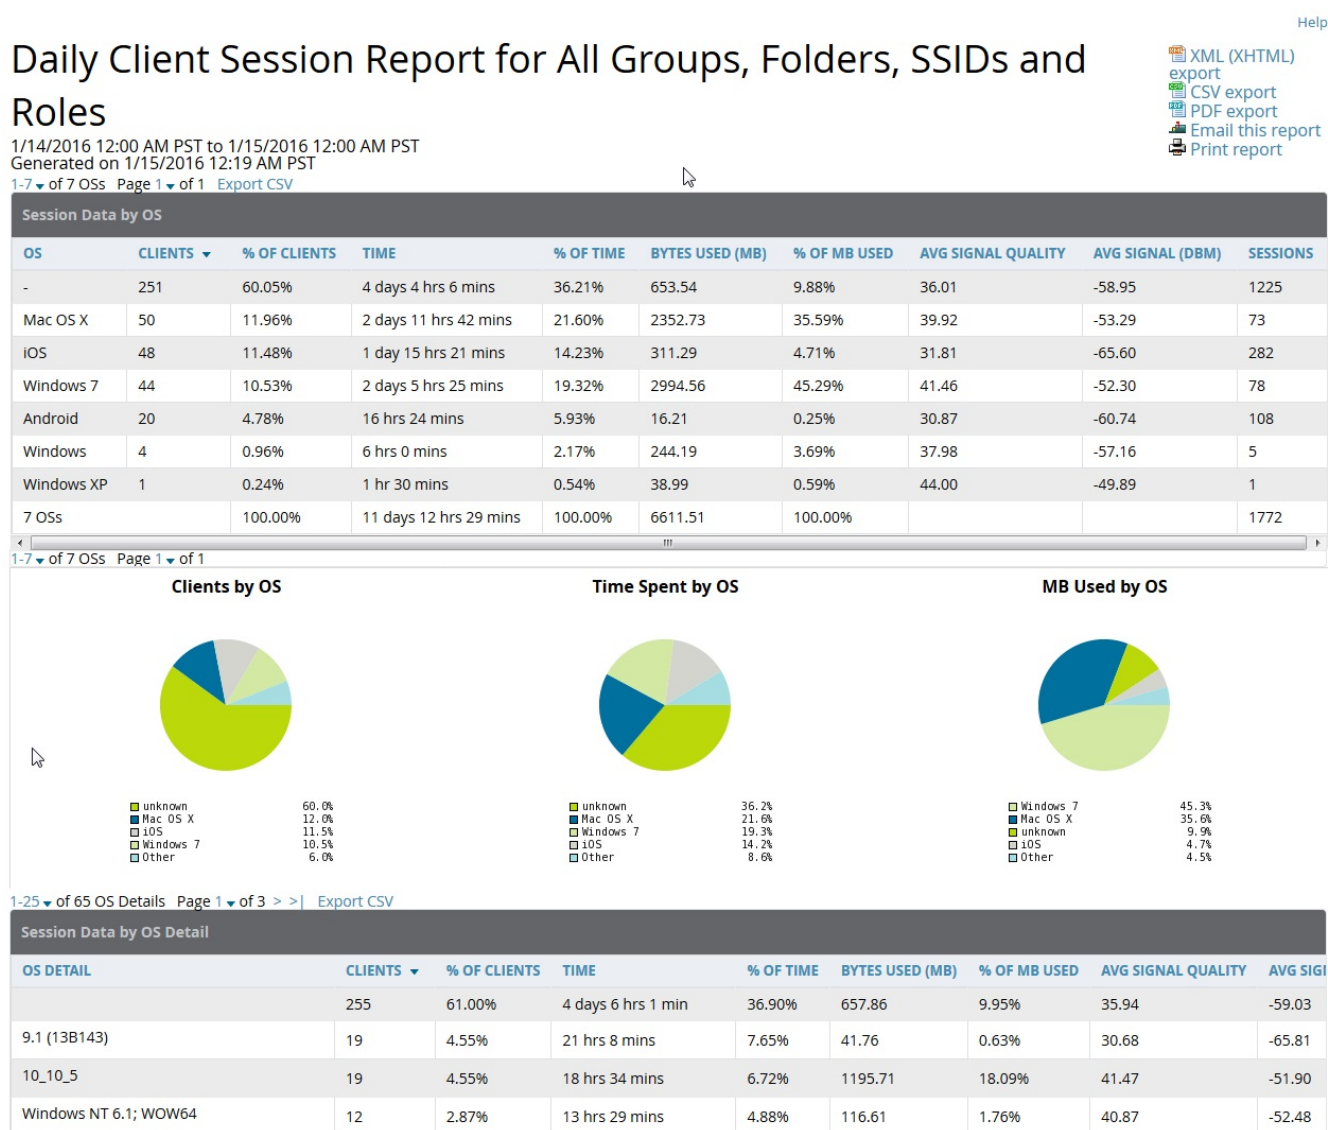 Help
Daily Client Session Report for All Groups, Folders, SSIDs and
Roles
XML (XHTML)
export
CSV export
PDF export
Email this report
Print report
1/14/2016 12:00 AM PST to 1/15/2016 12:00 AM PST
Generated on 1/15/2016 12:19 AM PST
1-7 of 7 OSs Page 1 of 1 Export CSV
Session Data by OS
OS CLIENTS % OF CLIENTS TIME % OF TIME BYTES USED (MB) % OF MB USED AVG SIGNAL QUALITY AVG SIGNAL (DBM) SESSIONS
- 251 60.05% 4 days 4 hrs 6 mins 36.21% 653.54 9.88% 36.01 -58.95 1225
Mac OS X 50 11.96% 2 days 11 hrs 42 mins 21.60% 2352.73 35.59% 39.92 -53.29 73
iOS 48 11.48% 1 day 15 hrs 21 mins 14.23% 311.29 4.71% 31.81 -65.60 282
Windows 7 44 10.53% 2 days 5 hrs 25 mins 19.32% 2994.56 45.29% 41.46 -52.30 78
Android 20 4.78% 16 hrs 24 mins 5.93% 16.21 0.25% 30.87 -60.74 108
Windows 4 0.96% 6 hrs 0 mins 2.17% 244.19 3.69% 37.98 -57.16 5
Windows XP 1 0.24% 1 hr 30 mins 0.54% 38.99 0.59% 44.00 -49.89 1
7 OSs 100.00% 11 days 12 hrs 29 mins 100.00% 6611.51 100.00% 1772
1-7 of 7 OSs Page 1 of 1
Clients by OS
unknown 60.0%
Mac OS X 12.0%
iOS 11.5%
Windows 7 10.5%
Other 6.0%
Time Spent by OS
unknown 36.2%
Mac OS X 21.6%
Windows 7 19.3%
iOS 14.2%
Other 8.6%
MB Used by OS
Windows 7 45.3%
Mac OS X 35.6%
unknown 9.9%
iOS 4.7%
Other 4.5%
1-25 of 65 OS Details Page 1 of 3 > >| Export CSV
Session Data by OS Detail
OS DETAIL CLIENTS % OF CLIENTS TIME % OF TIME BYTES USED (MB) % OF MB USED AVG SIGNAL QUALITY AVG SIGI
255 61.00% 4 days 6 hrs 1 min 36.90% 657.86 9.95% 35.94 -59.03
9.1 (13B143) 19 4.55% 21 hrs 8 mins 7.65% 41.76 0.63% 30.68 -65.81
10_10_5 19 4.55% 18 hrs 34 mins 6.72% 1195.71 18.09% 41.47 -51.90
Windows NT 6.1; WOW64 12 2.87% 13 hrs 29 mins 4.88% 116.61 1.76% 40.87 -52.48